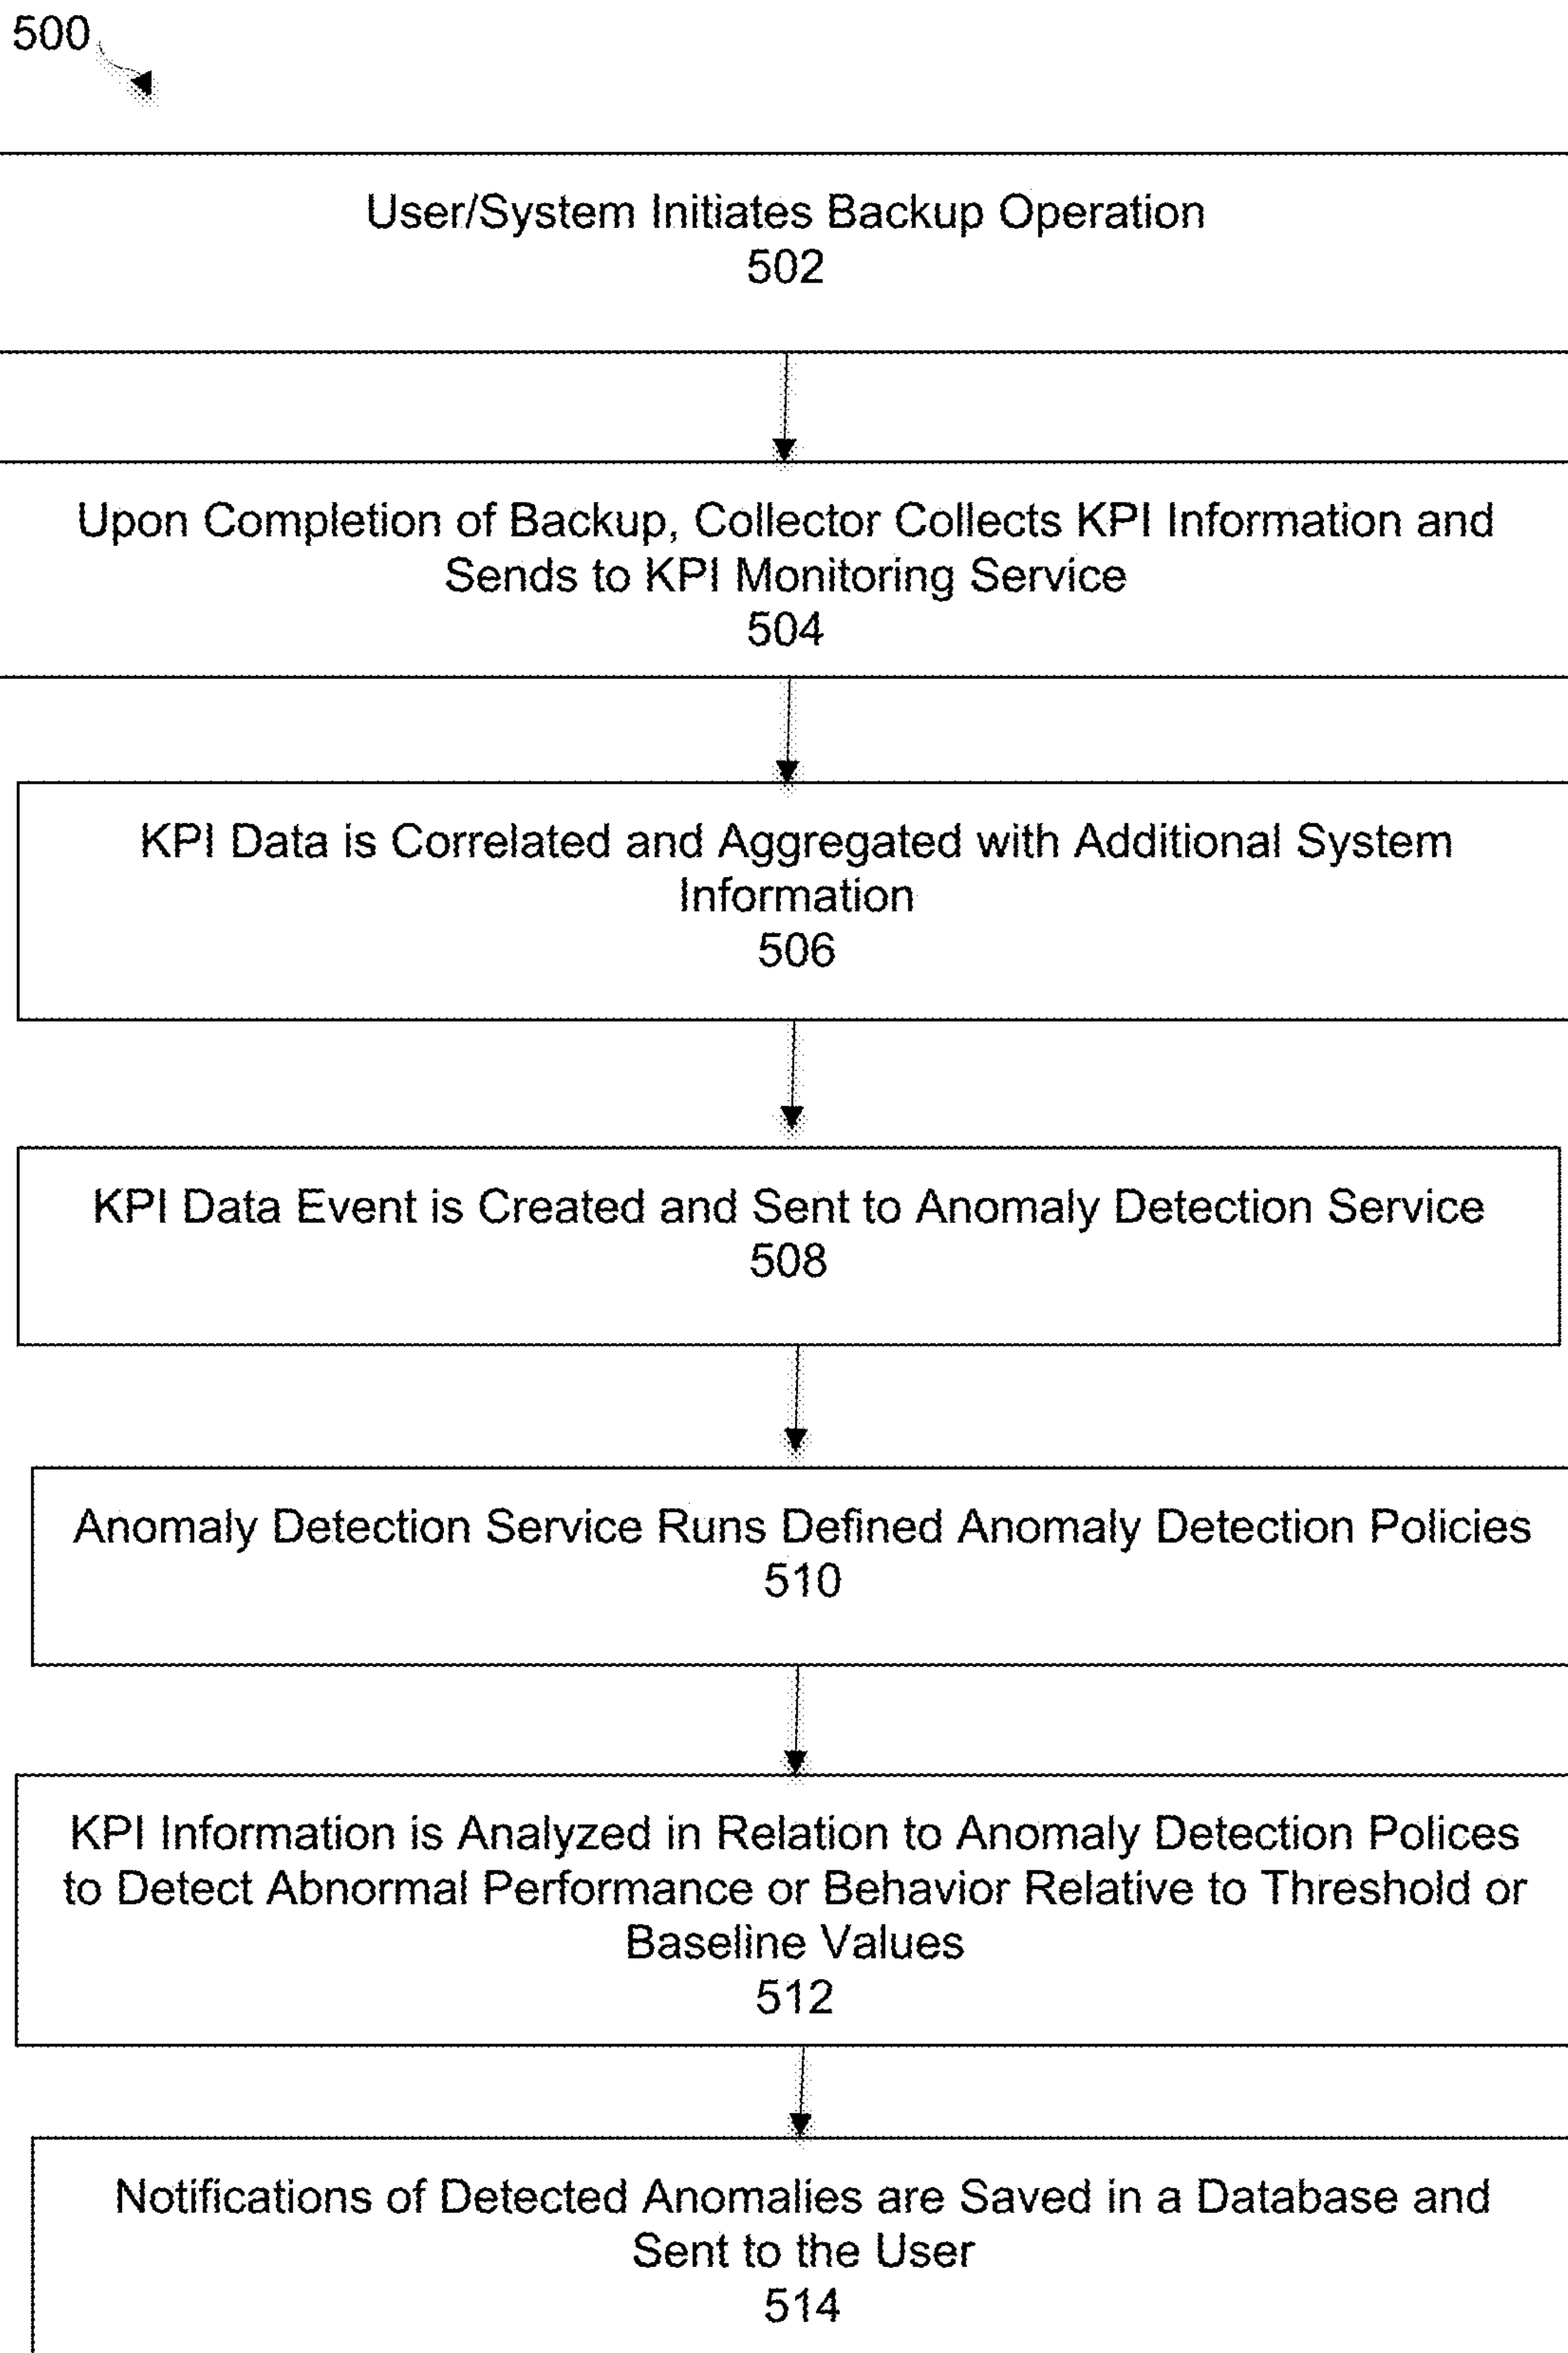 500
User/System Initiates Backup Operation
502
Upon Completion of Backup, Collector Collects KPI Information and
Sends to KPI Monitoring Service
504
KPI Data is Correlated and Aggregated with Additional System
Information
506
KPI Data Event is Created and Sent to Anomaly Detection Service
508
Anomaly Detection Service Runs Defined Anomaly Detection Policies
510
KPI Information is Analyzed in Relation to Anomaly Detection Polices
to Detect Abnormal Performance or Behavior Relative to Threshold or
Baseline Values
512
Notifications of Detected Anomalies are Saved in a Database and
Sent to the User
514